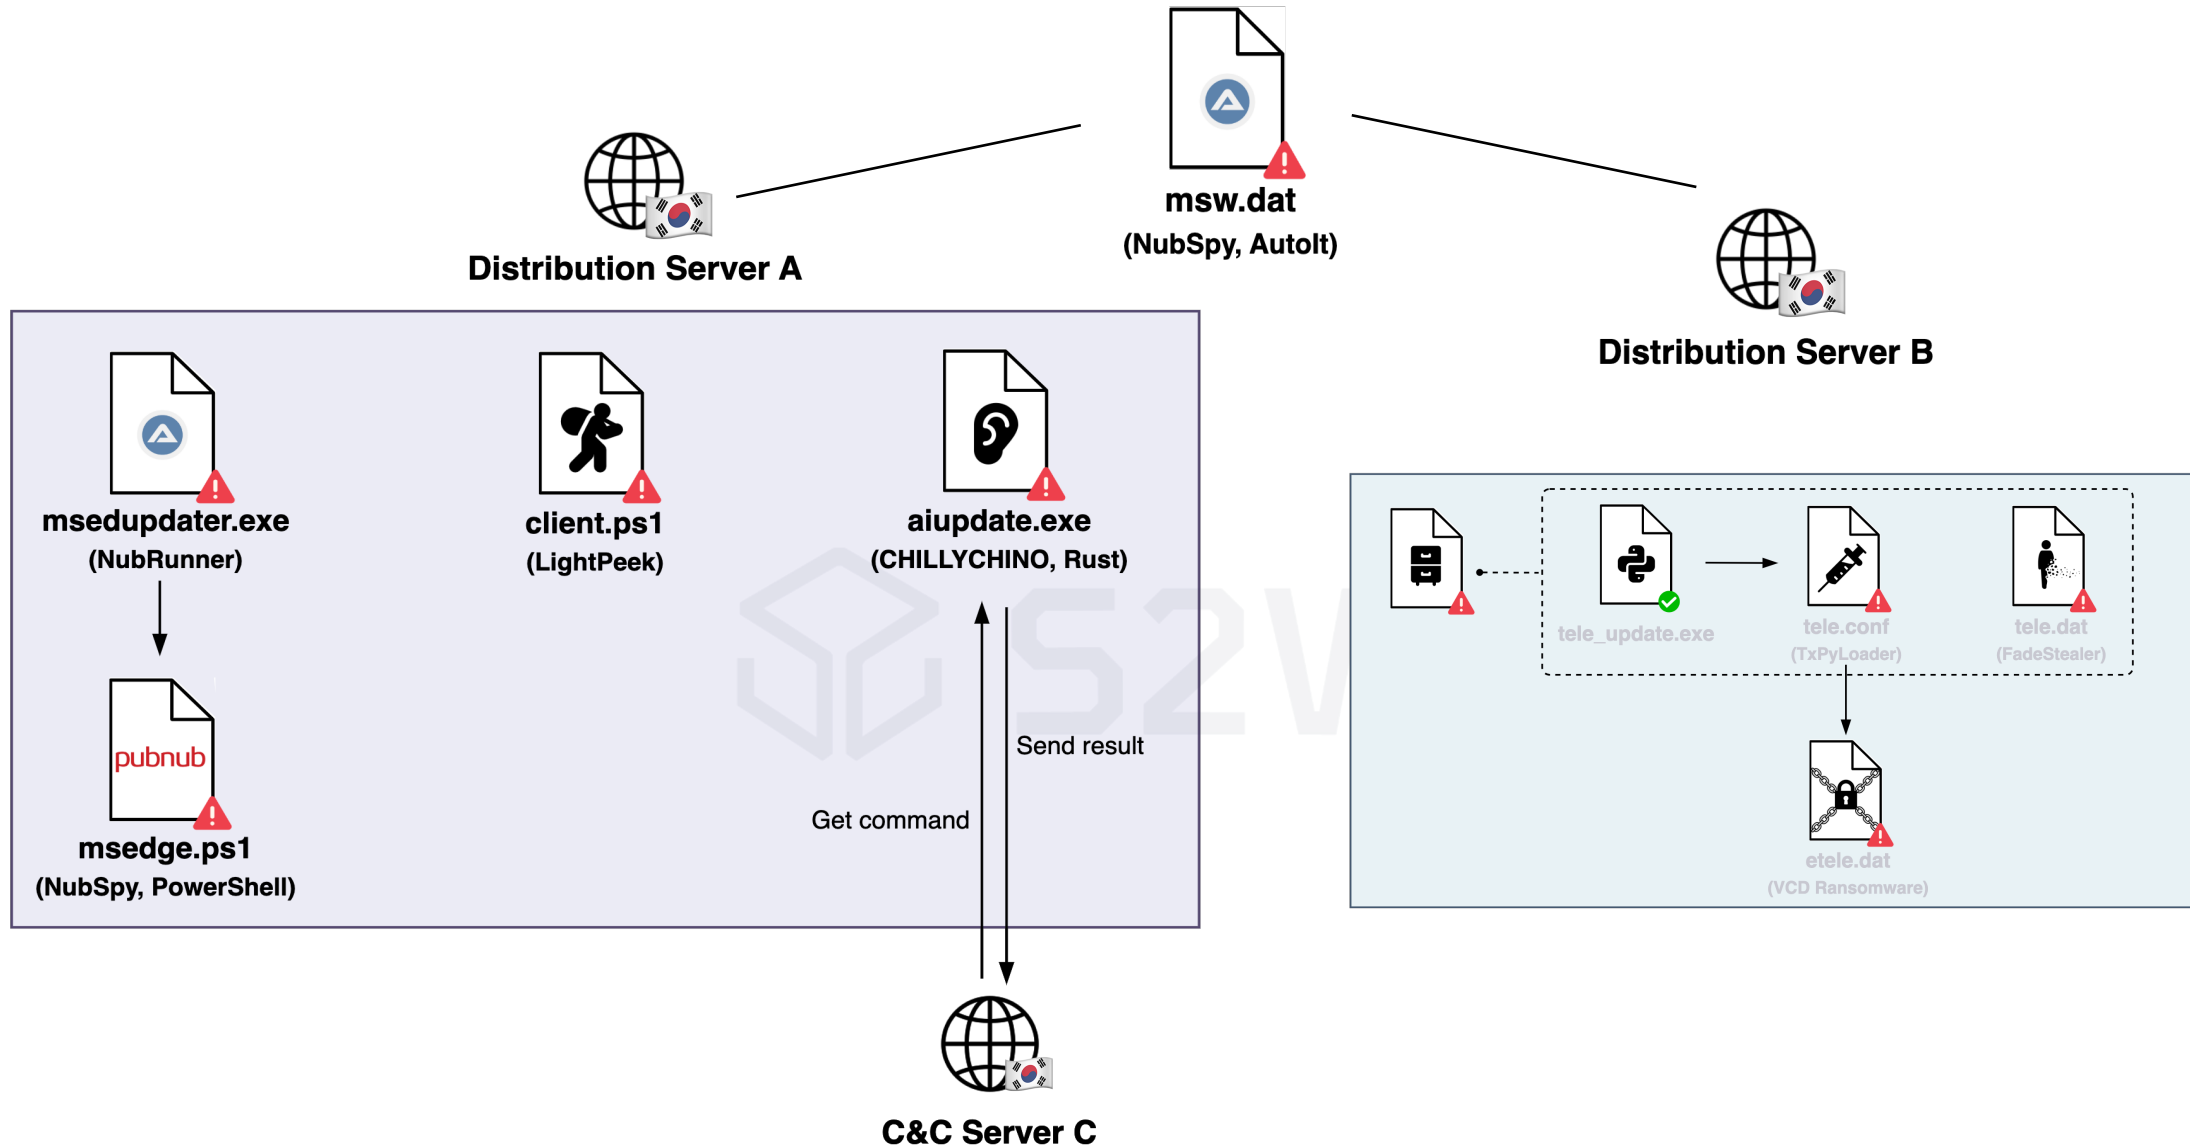 msw.dat
(NubSpy, AutoIt)
Distribution Server A
Distribution Server B
msedupdater.exe
(NubRunner)
client.ps1
(LightPeek)
aiupdate.exe
(CHILLYCHINO, Rust)
pubnub
msedge.ps1
(NubSpy, PowerShell)
Send result
Get command
C&C Server C
tele_update.exe
tele.conf
(TxPyLoader)
tele.dat
(FadeStealer)
etele.dat
(VCD Ransomware)
S2W